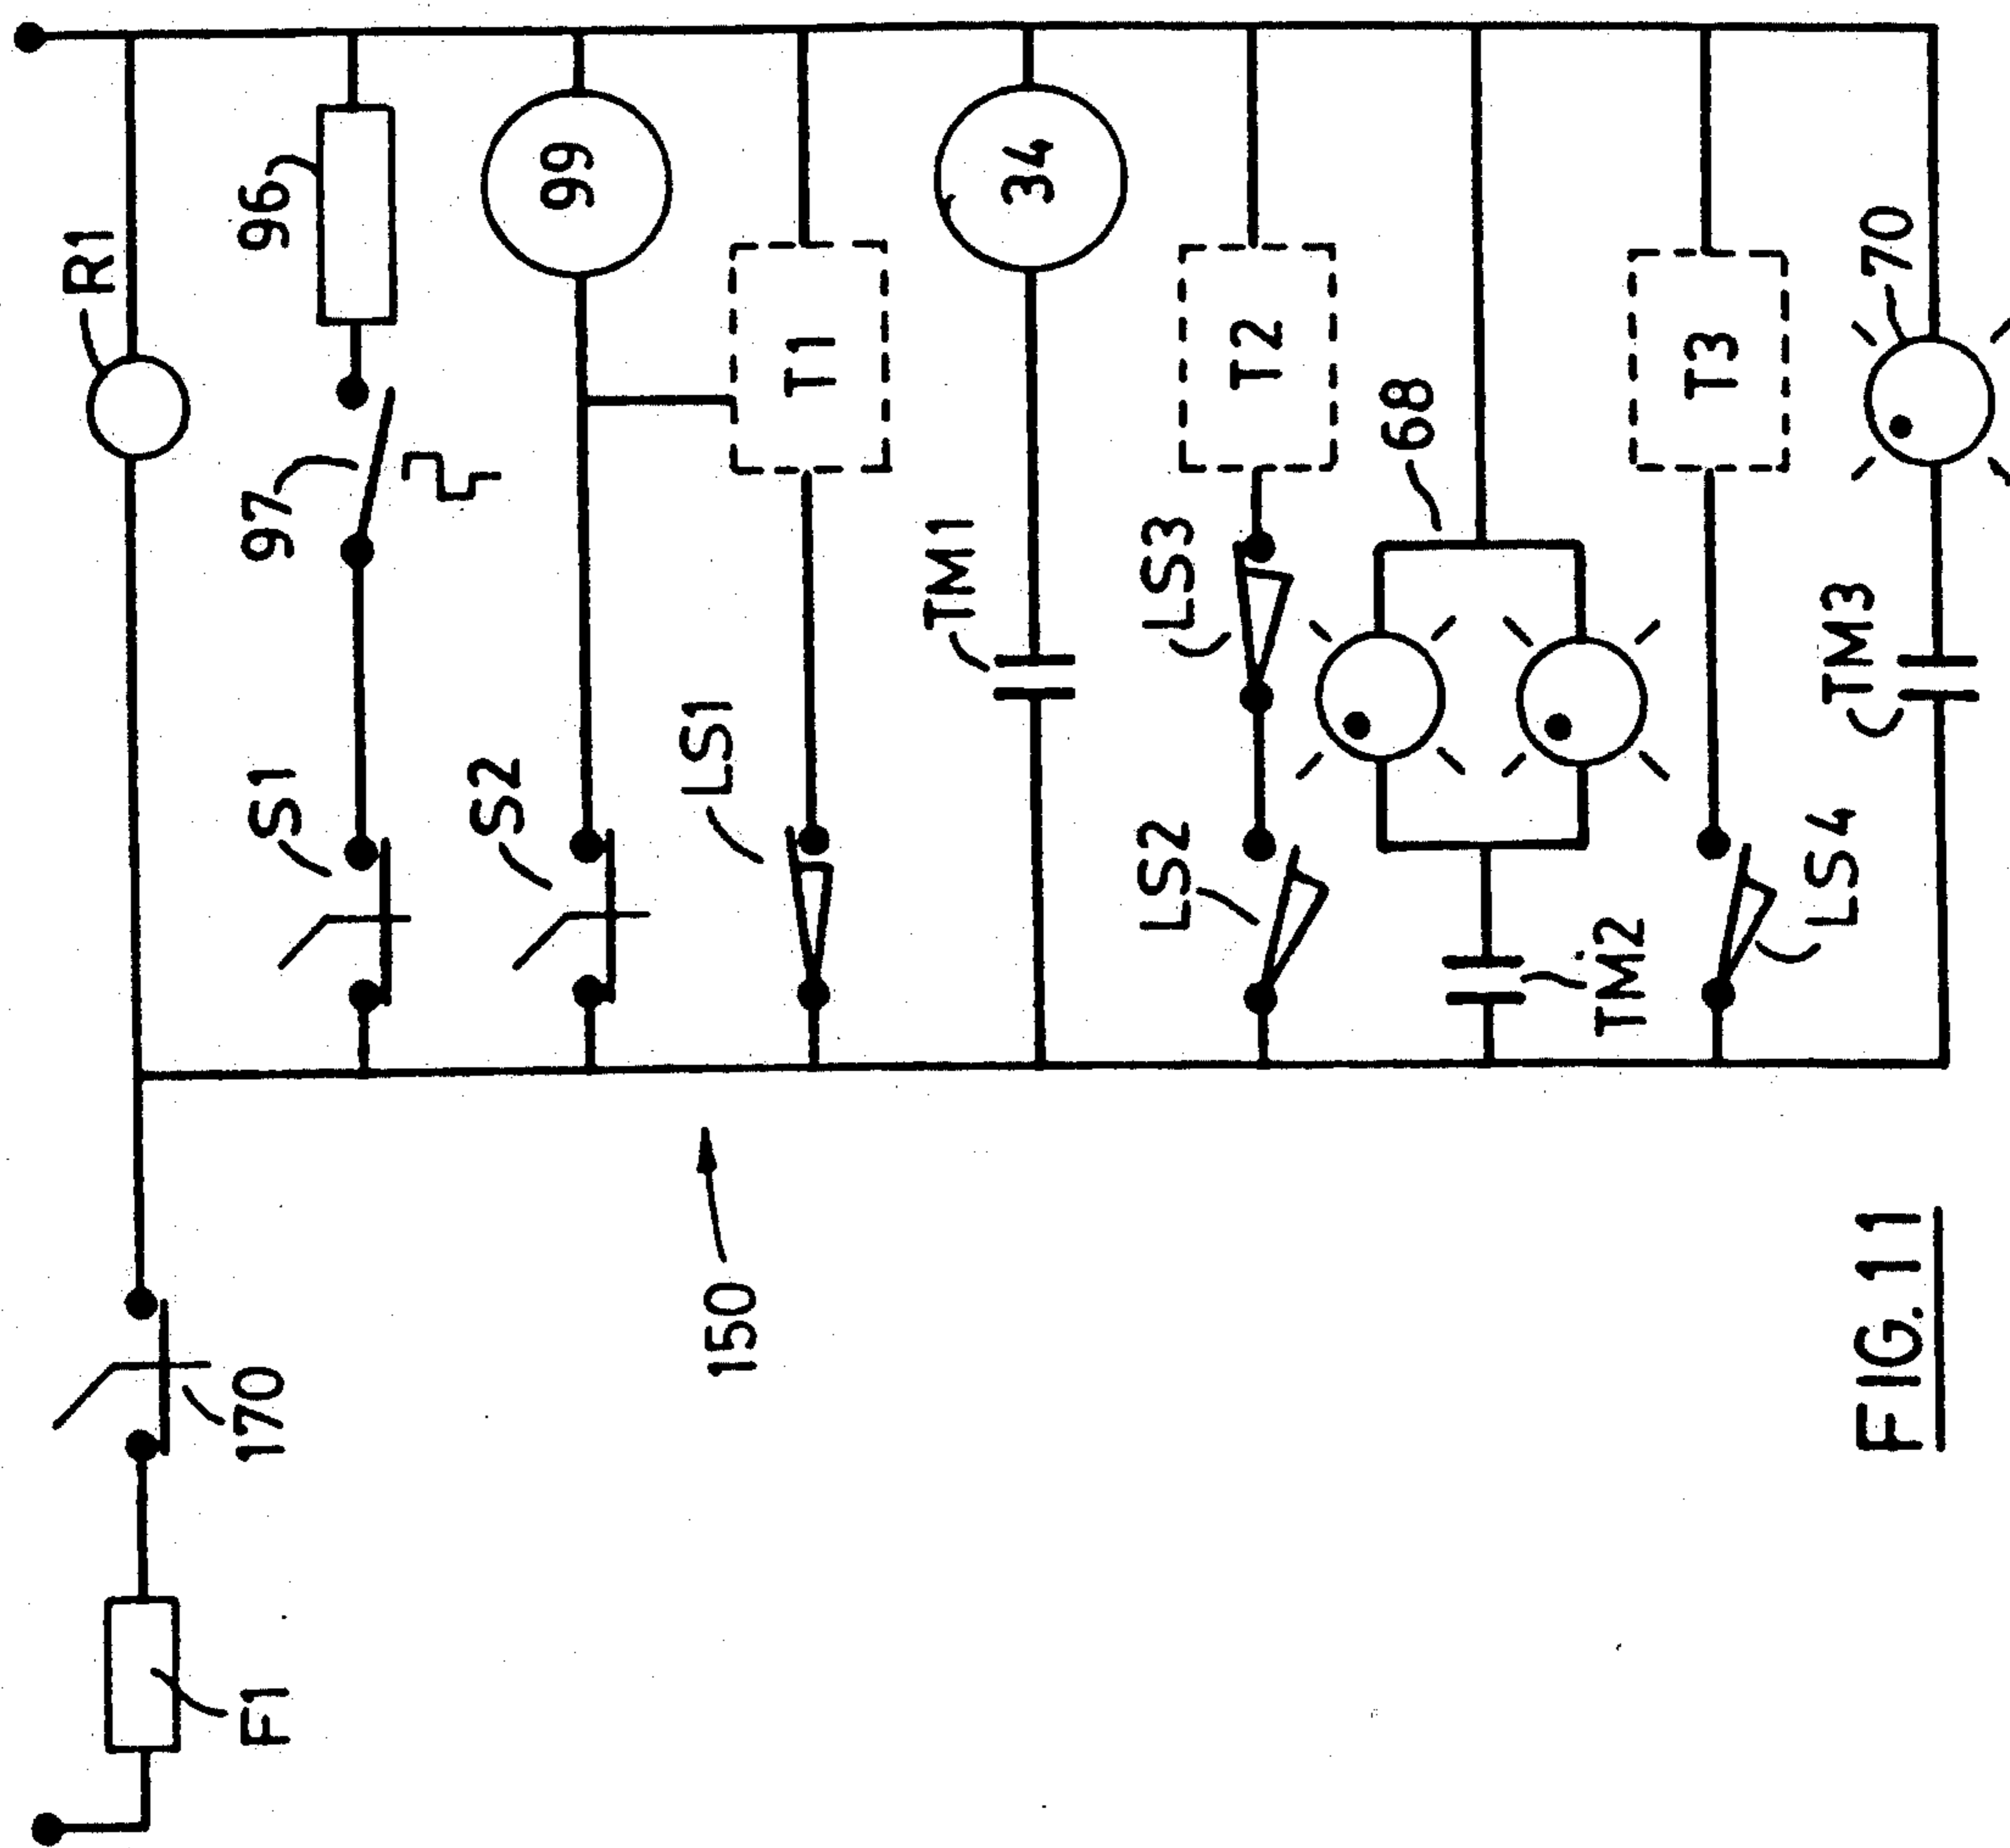 F1
170
150
R1
96
97
S1
99
S2
T1
LS1
34
TM1
T2
LS3
LS2
68
TM2
T3
LS4
70
TM3
FIG. 11